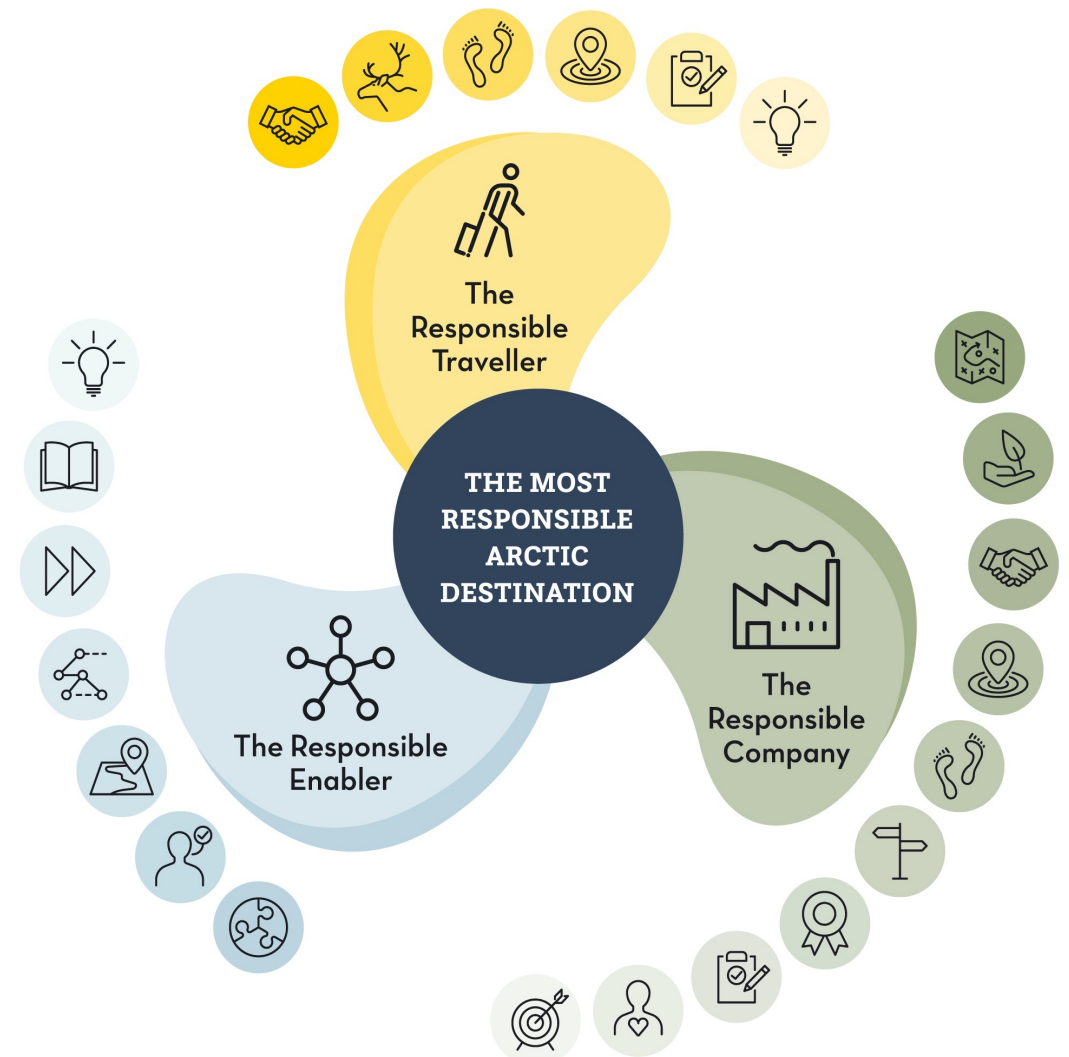 The
Responsible
Traveller
THE MOST
RESPONSIBLE
ARCTIC
DESTINATION
The
Responsible
Company
The Responsible
Enabler